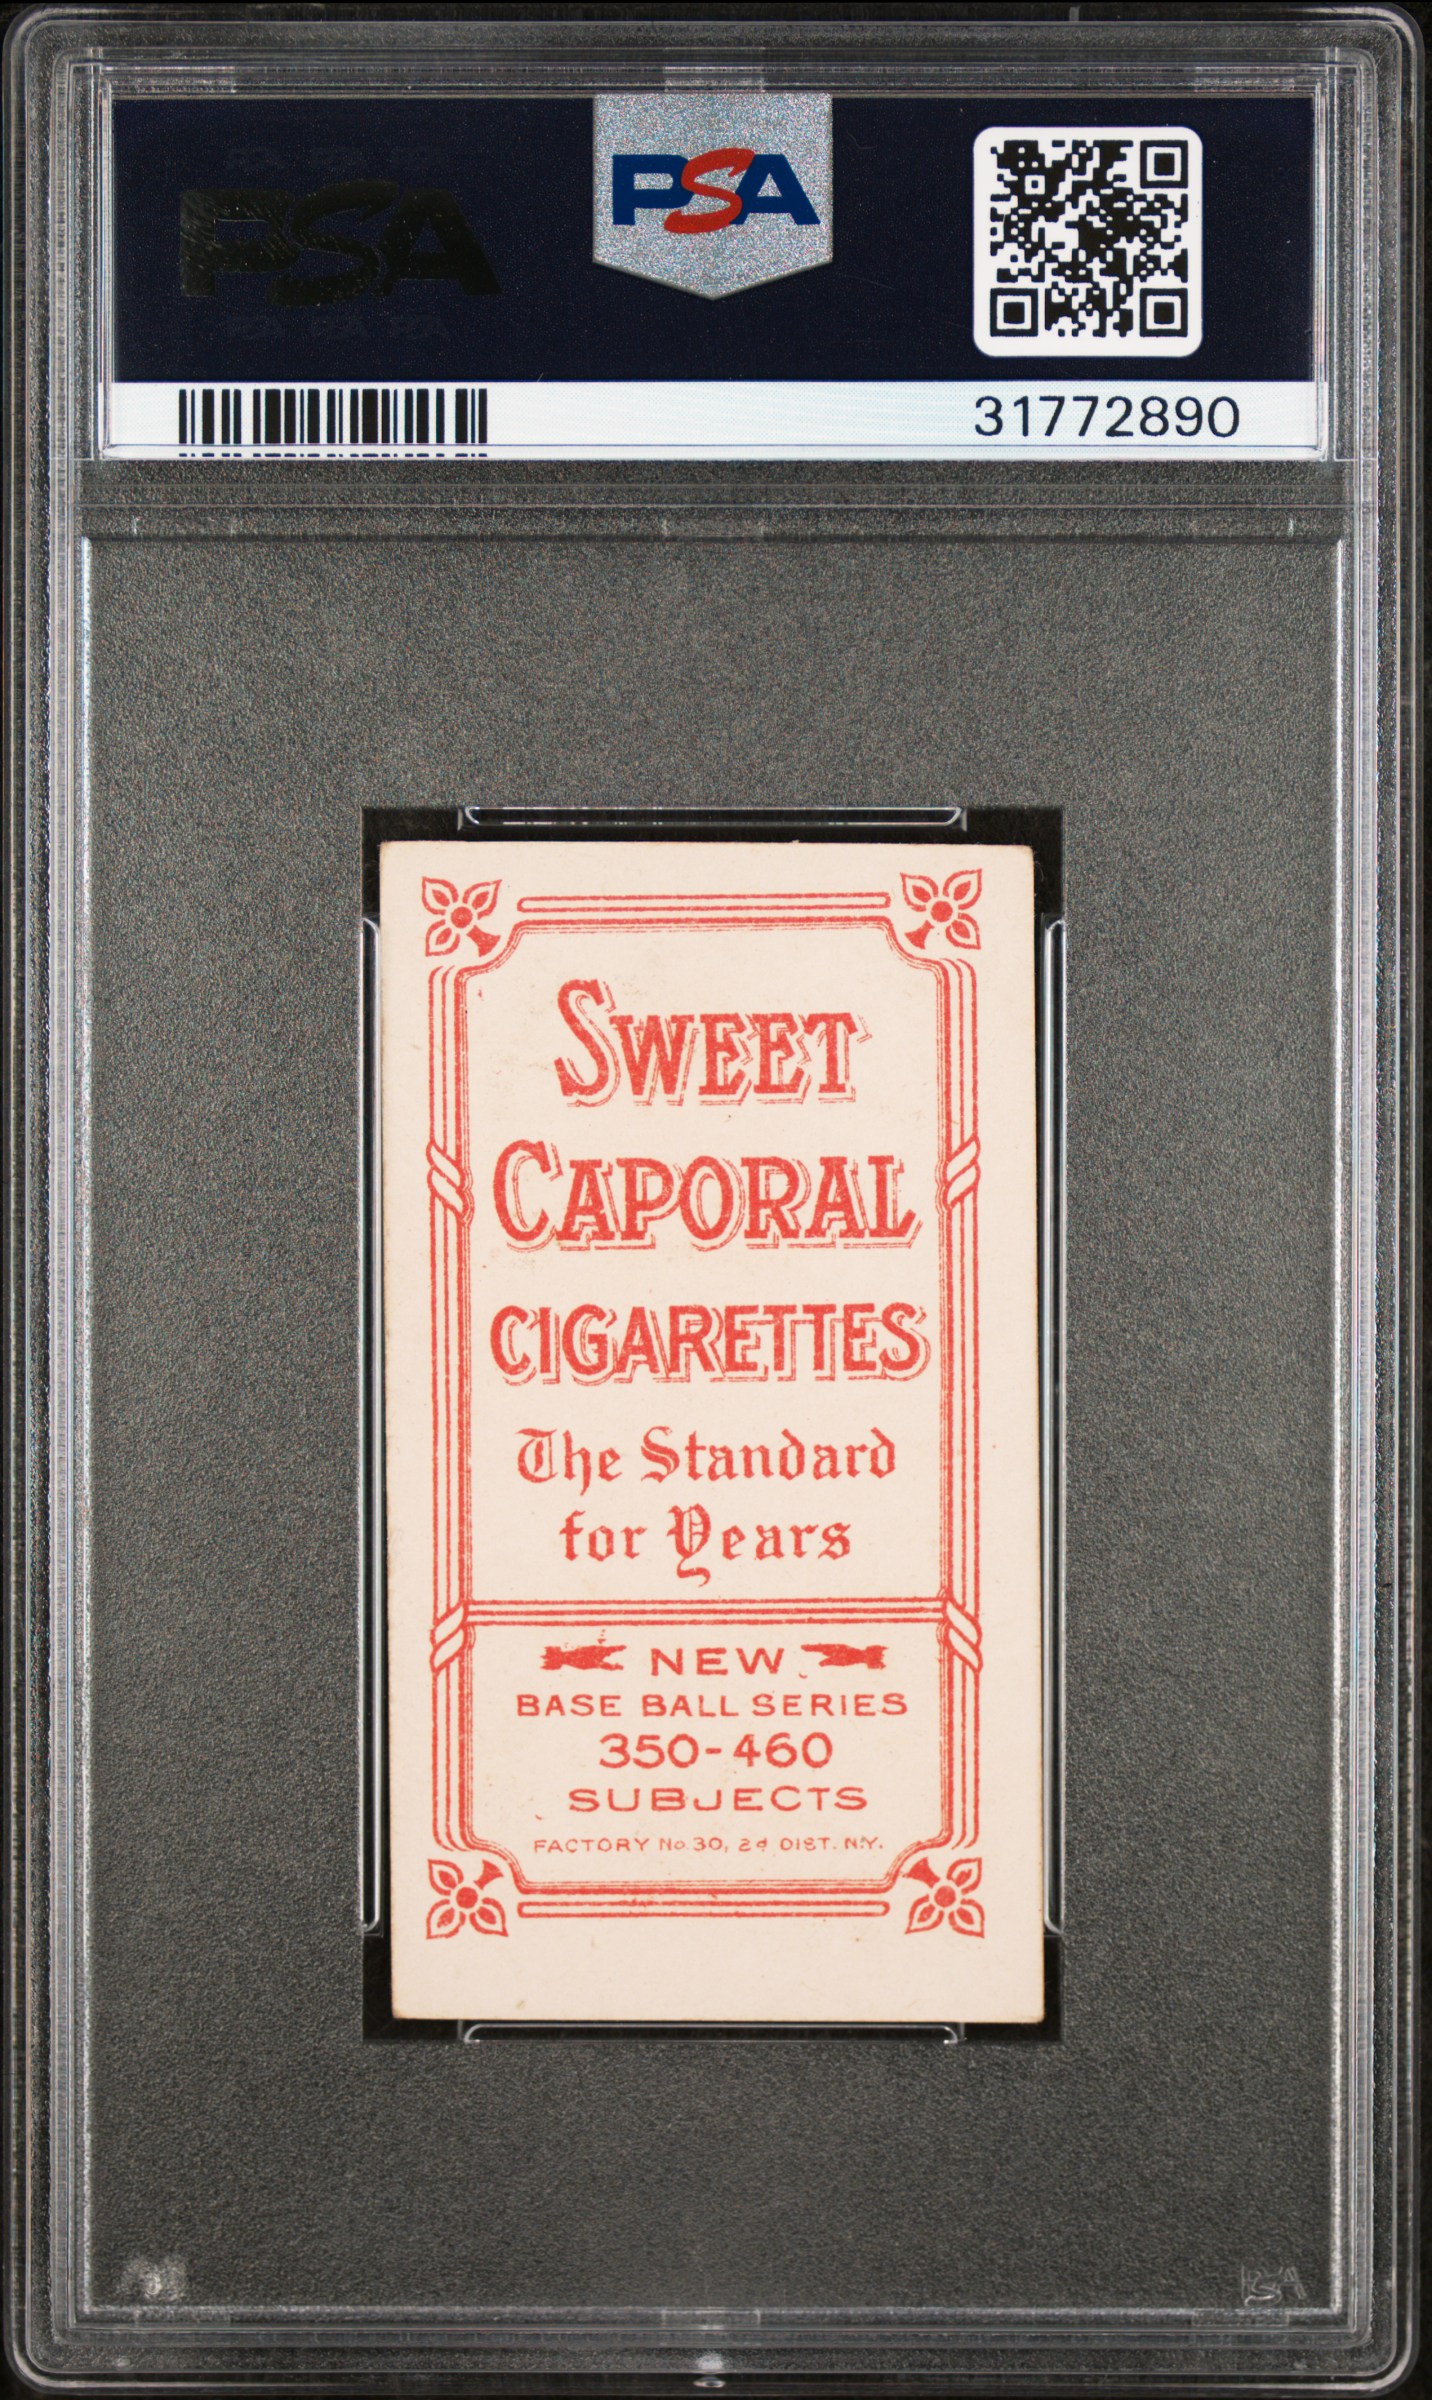 PSA
PSA
31772890
SWEET
CAPORAL
CIGARETTES
The Standard
for Years
NEW
BASE BALL SERIES
350-460
SUBJECTS
FACTORY No. 30, 2d DIST. N.Y.
PSA